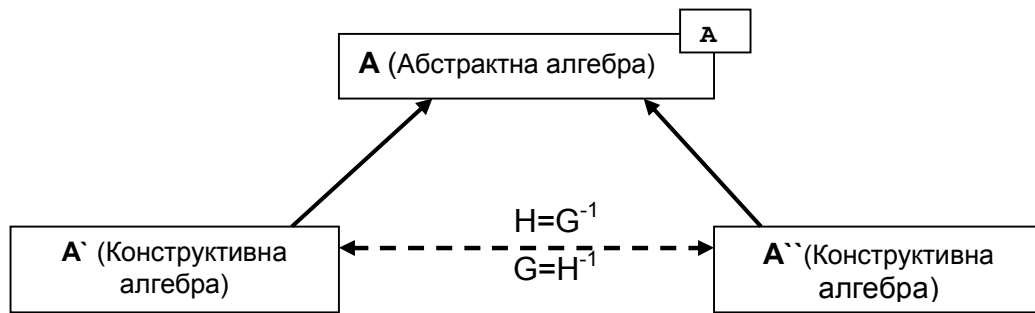 A
A (Абстрактна алгебра)
H=G⁻¹
G=H⁻¹
A` (Конструктивна
алгебра)
A``(Конструктивна
алгебра)